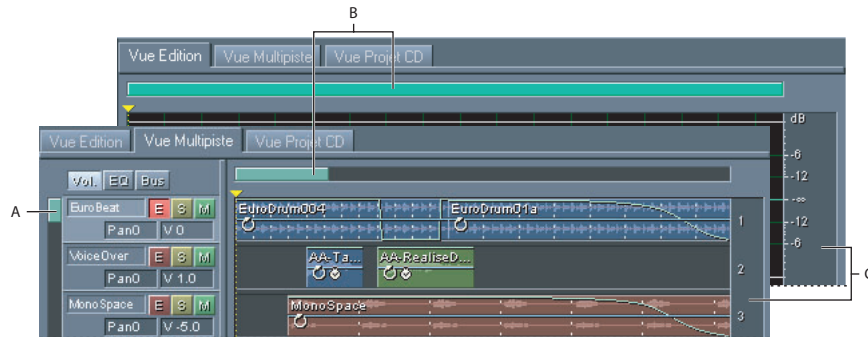 B
Vue Edition Vue Multipiste Vue Projet CD
dB
-6
-12
-∞
-12
-6
Vue Edition Vue Multipiste Vue Projet CD
Vol. EQ Bus
A
EuroBeat E S M
Pan0 V 0
EuroDrum004 EuroDrum01a 1
VoiceOver E S M
Pan0 V 1.0
AA-Ta... AA-RealiseD... 2
C
MonoSpace E S M
Pan0 V -5.0
MonoSpace 3